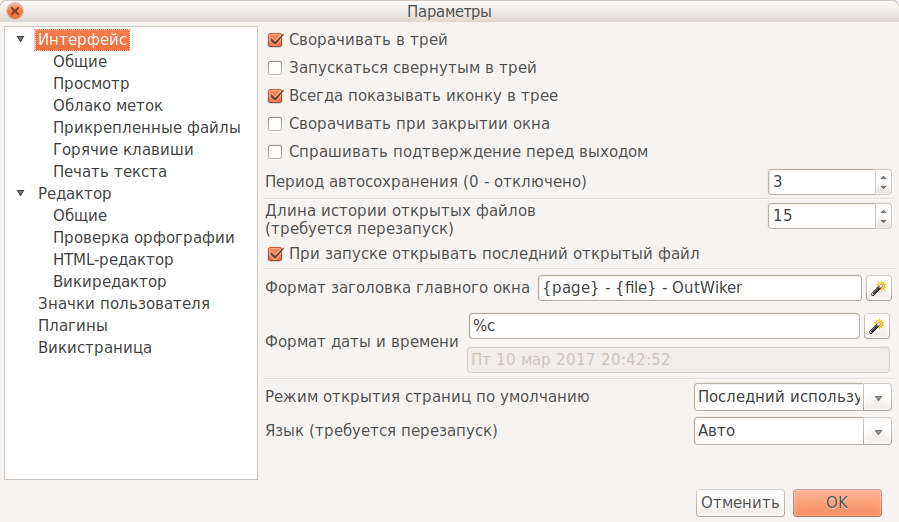 Параметры
Интерфейс
Общие
Просмотр
Облако меток
Прикрепленные файлы
Горячие клавиши
Печать текста
Редактор
Общие
Проверка орфографии
HTML-редактор
Викиредактор
Значки пользователя
Плагины
Викистраница
Сворачивать в трей
Запускаться свернутым в трей
Всегда показывать иконку в трее
Сворачивать при закрытии окна
Спрашивать подтверждение перед выходом
Период автосохранения (0 - отключено) 3
Длина истории открытых файлов
(требуется перезапуск) 15
При запуске открывать последний открытый файл
Формат заголовка главного окна {page} - {file} - OutWiker
%c
Формат даты и времени
Пт 10 мар 2017 20:42:52
Режим открытия страниц по умолчанию Последний использу
Язык (требуется перезапуск) Авто
Отменить OK